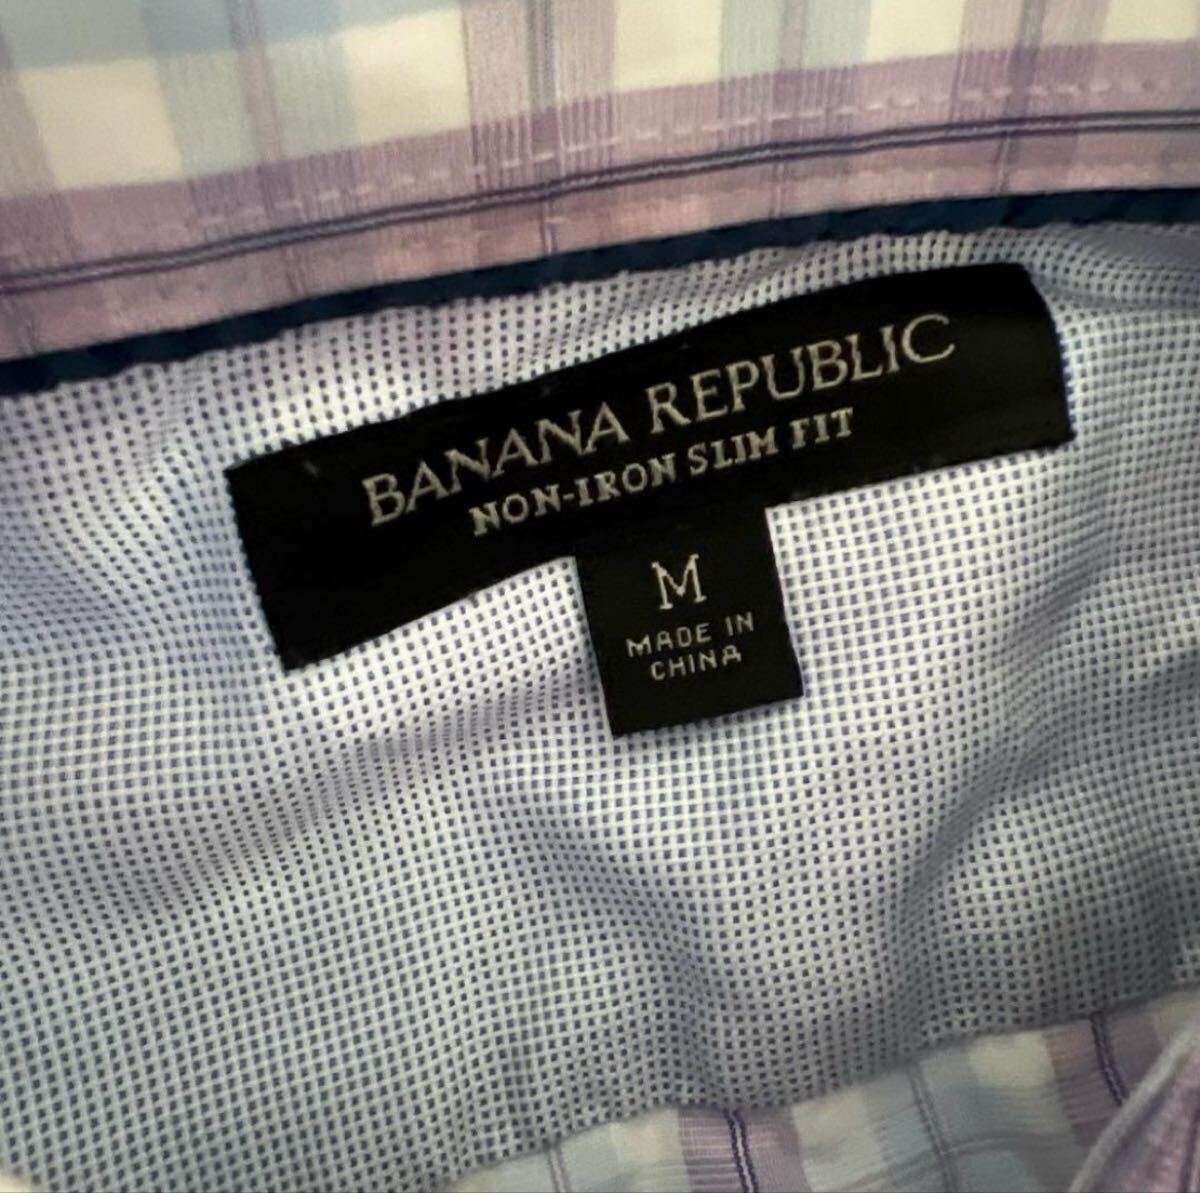 BANANA REPUBLIC
NON-IRON SLIM FIT
M
MADE IN
CHINA